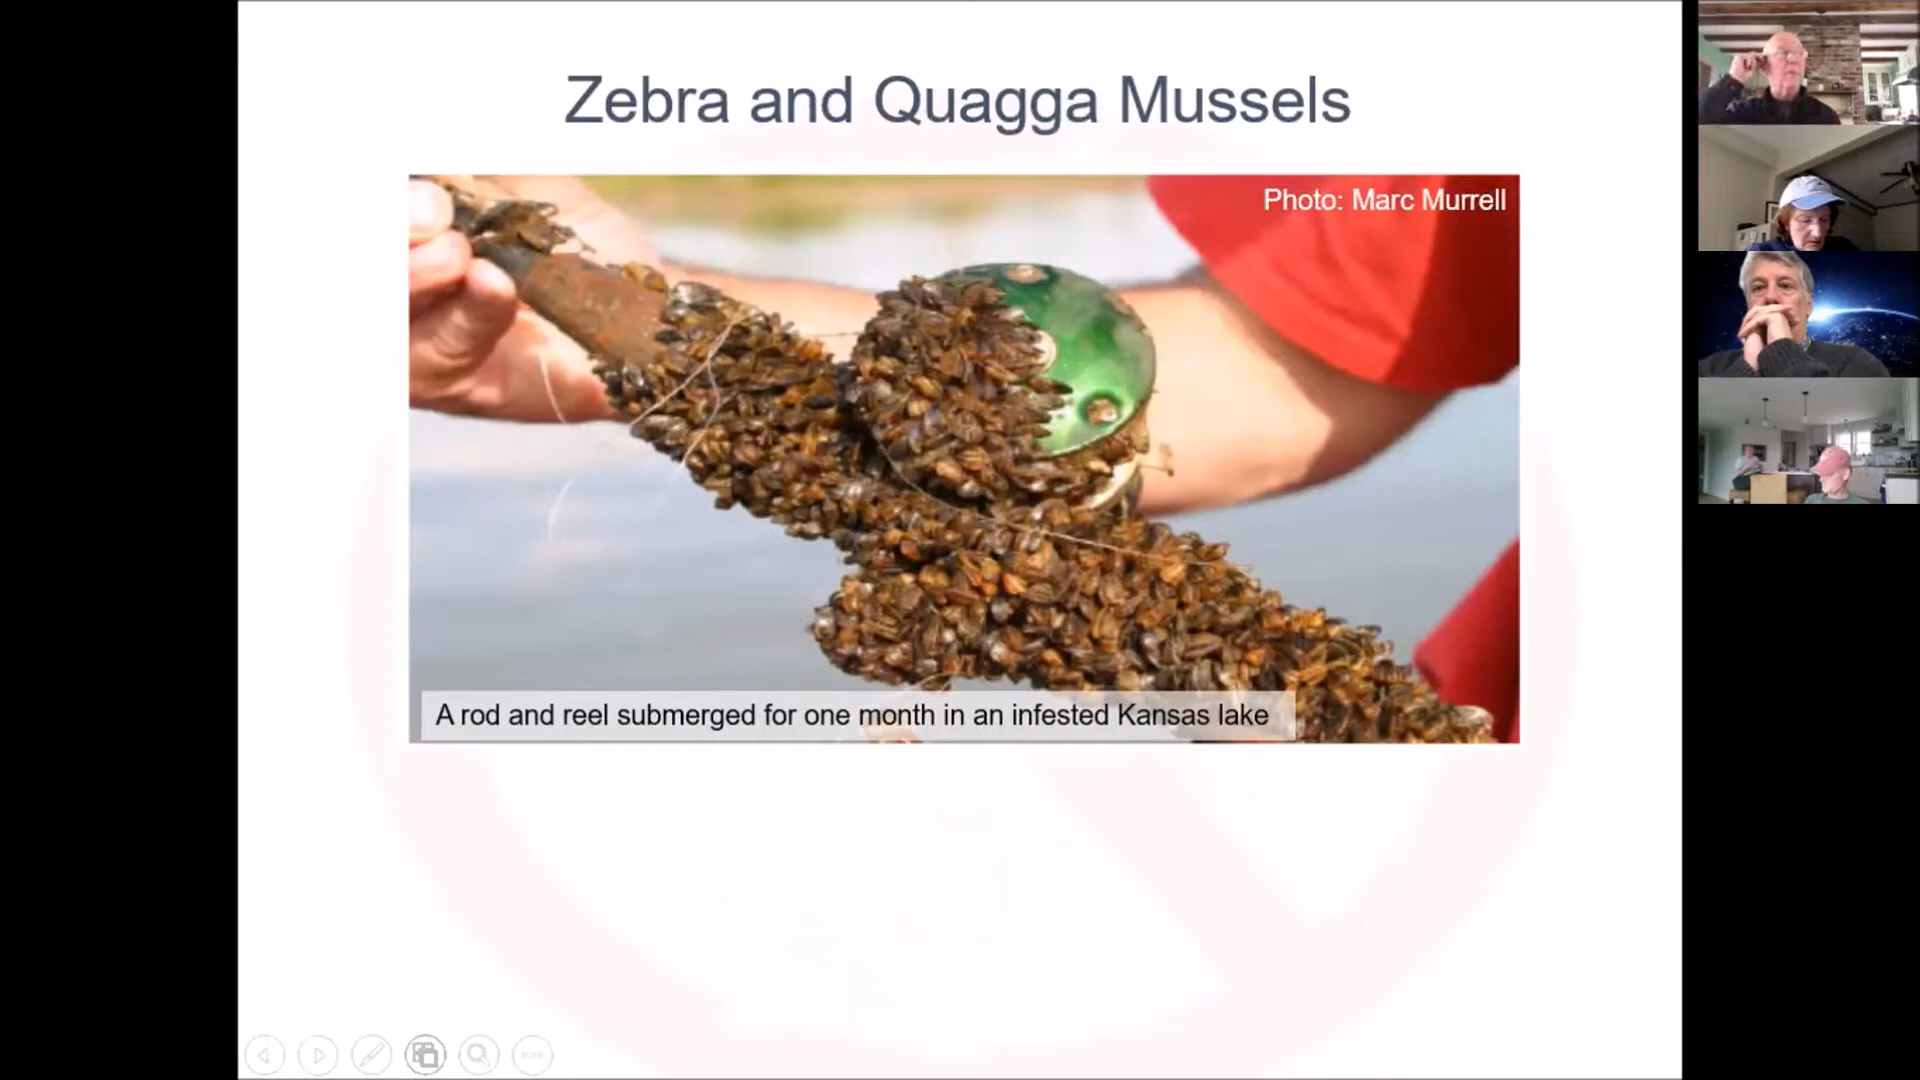 Zebra and Quagga Mussels
Photo: Marc Murrell
A rod and reel submerged for one month in an infested Kansas lake